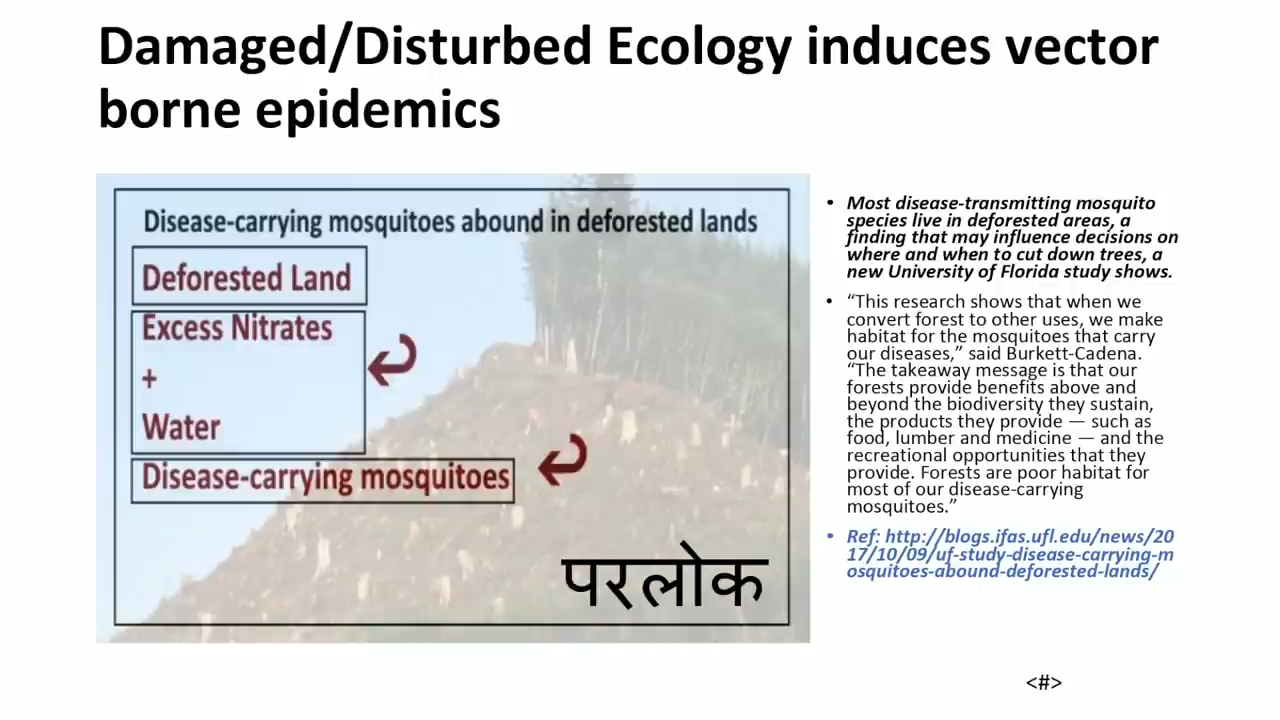 Damaged/Disturbed Ecology induces vector
borne epidemics
Disease-carrying mosquitoes abound in deforested lands
Deforested Land
Excess Nitrates
+
Water
Disease-carrying mosquitoes
परलोक
• Most disease-transmitting mosquito
species live in deforested areas, a
finding that may influence decisions on
where and when to cut down trees, a
new University of Florida study shows.
• “This research shows that when we
convert forest to other uses, we make
habitat for the mosquitoes that carry
our diseases,” said Burkett-Cadena.
“The takeaway message is that our
forests provide benefits above and
beyond the biodiversity they sustain,
the products they provide — such as
food, lumber and medicine — and the
recreational opportunities that they
provide. Forests are poor habitat for
most of our disease-carrying
mosquitoes.”
• Ref: http://blogs.ifas.ufl.edu/news/20
17/10/09/uf-study-disease-carrying-m
osquitoes-abound-deforested-lands/
<#>